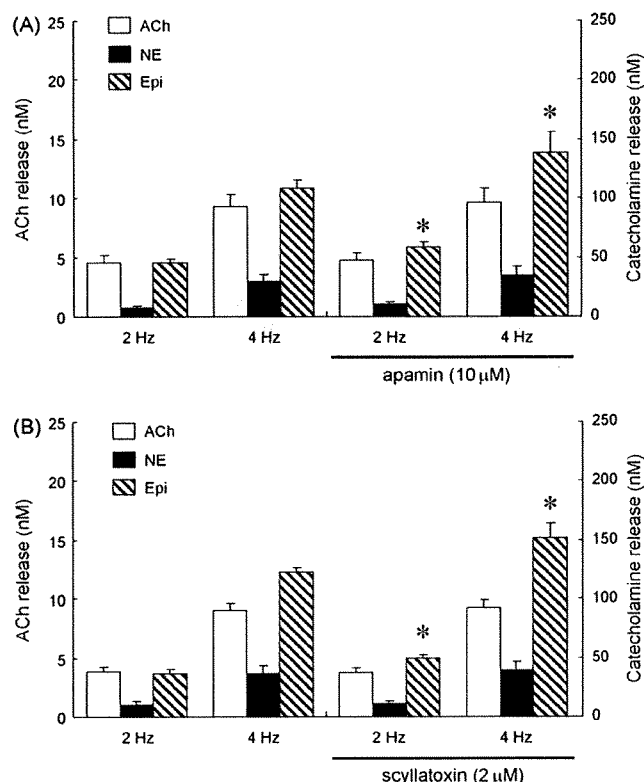 (A)
ACh
NE
Epi
ACh release (nM)
25
20
15
10
5
0
Catecholamine release (nM)
250
200
150
100
50
0
*
*
2 Hz
4 Hz
2 Hz
4 Hz
apamin (10 μM)
(B)
ACh
NE
Epi
ACh release (nM)
25
20
15
10
5
0
Catecholamine release (nM)
250
200
150
100
50
0
*
*
2 Hz
4 Hz
2 Hz
4 Hz
scyllatoxin (2 μM)